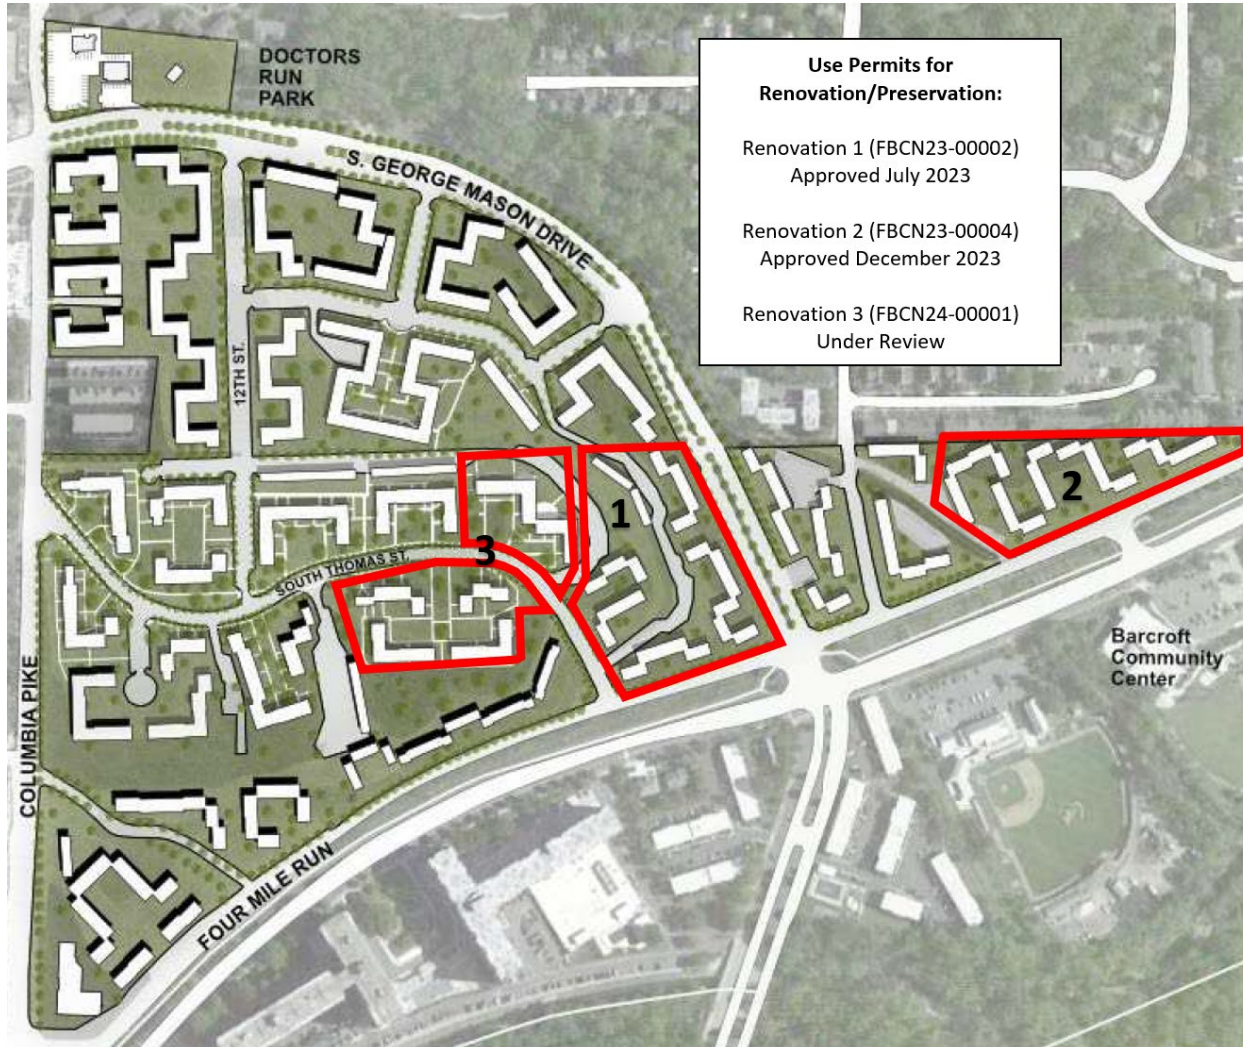 DOCTORS
RUN
PARK
Use Permits for
Renovation/Preservation:
Renovation 1 (FBCN23-00002)
Approved July 2023
Renovation 2 (FBCN23-00004)
Approved December 2023
Renovation 3 (FBCN24-00001)
Under Review
S. GEORGE MASON DRIVE
12TH ST.
1
2
3
SOUTH THOMAS ST.
COLUMBIA PIKE
FOUR MILE RUN
Barcroft
Community
Center